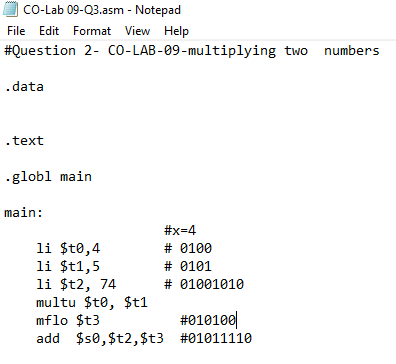 CO-Lab 09-Q3.asm - Notepad
File Edit Format View Help
#Question 2- CO-LAB-09-multiplying two  numbers
.data
.text
.globl main
main:
#x=4
li $t0,4 # 0100
li $t1,5 # 0101
li $t2, 74 # 01001010
multu $t0, $t1
mflo $t3 #010100
add $s0,$t2,$t3 #01011110